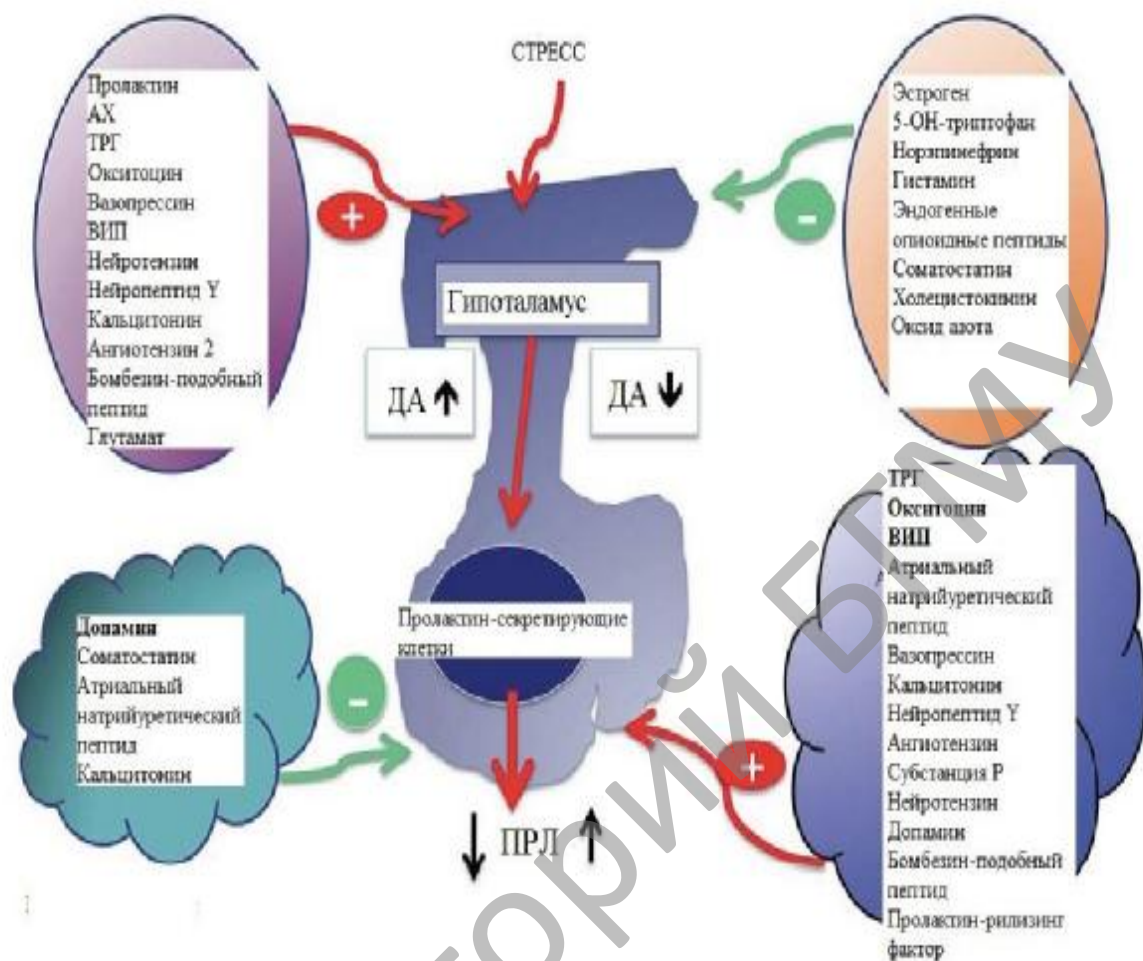 СТРЕСС
Пролактин
АХ
ТРГ
Окситоцин
Вазопрессин
ВИП
Нейротензин
Нейропептид Y
Кальцитонин
Ангиотензин 2
Бомбезин-подобный
пептид
Глутамат
+
Эстроген
5-ОН-триптофан
Норэпинефрин
Гистамин
Эндогенные
опиоидные пептиды
Соматостатин
Холецистокинин
Оксид азота
-
Гипоталамус
ДА ↑
ДА ↓
Допамин
Соматостатин
Атриальный
натрийуретический
пептид
Кальцитонин
-
Пролактин-секретирующие
клетки
↓ ПРЛ ↑
ТРГ
Окситоцин
ВИП
Атриальный
натрийуретический
пептид
Вазопрессин
Кальцитонин
Нейропептид Y
Ангиотензин
Субстанция Р
Нейротензин
Допамин
Бомбезин-подобный
пептид
Пролактин-рилизинг
фактор
+
БГМУ